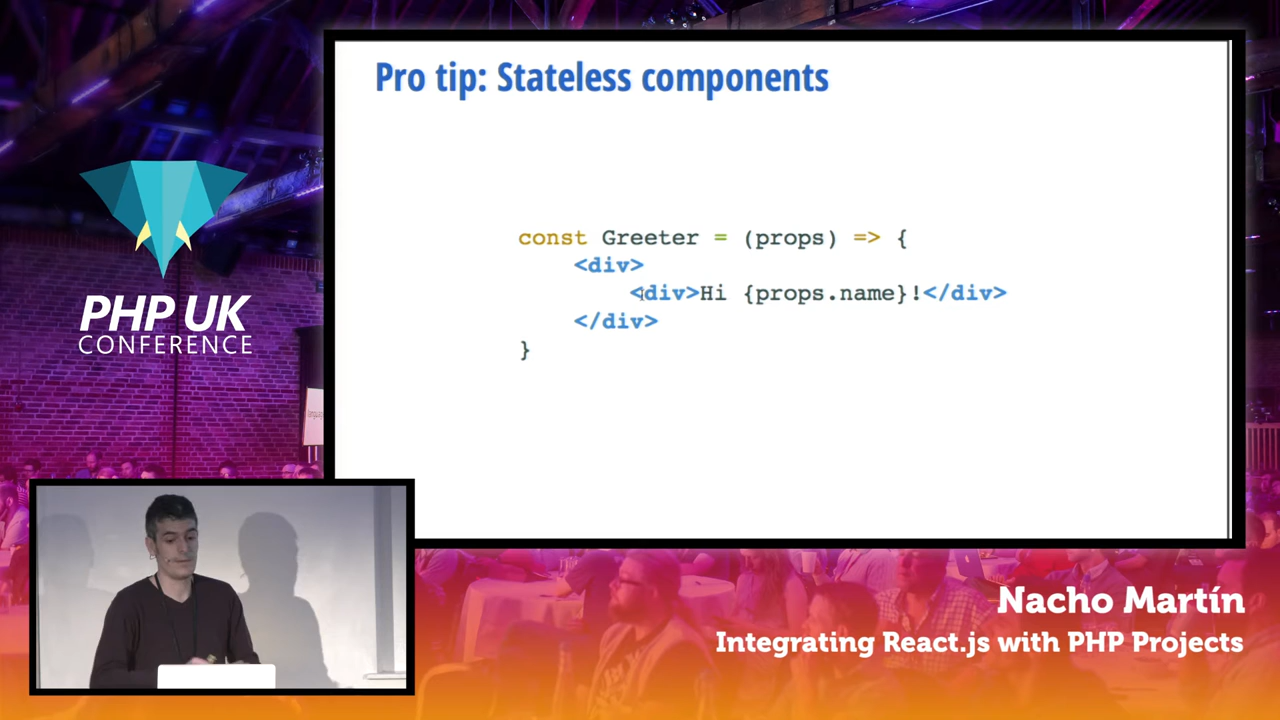 Pro tip: Stateless components
const Greeter = (props) => {
<div>
<div>Hi {props.name}!</div>
</div>
}
PHP UK
CONFERENCE
Nacho Martín
Integrating React.js with PHP Projects